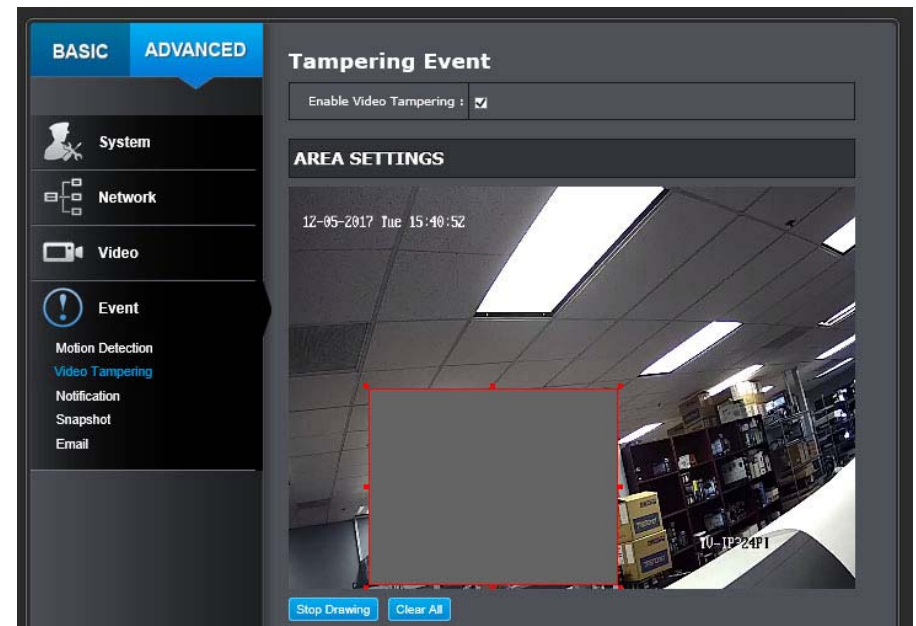 BASIC
ADVANCED
System
Network
Video
Event
Motion Detection
Video Tampering
Notification
Snapshot
Email
Tampering Event
Enable Video Tampering :
AREA SETTINGS
12-05-2017 Tue 15:40:52
TV-IP324PI
Stop Drawing
Clear All